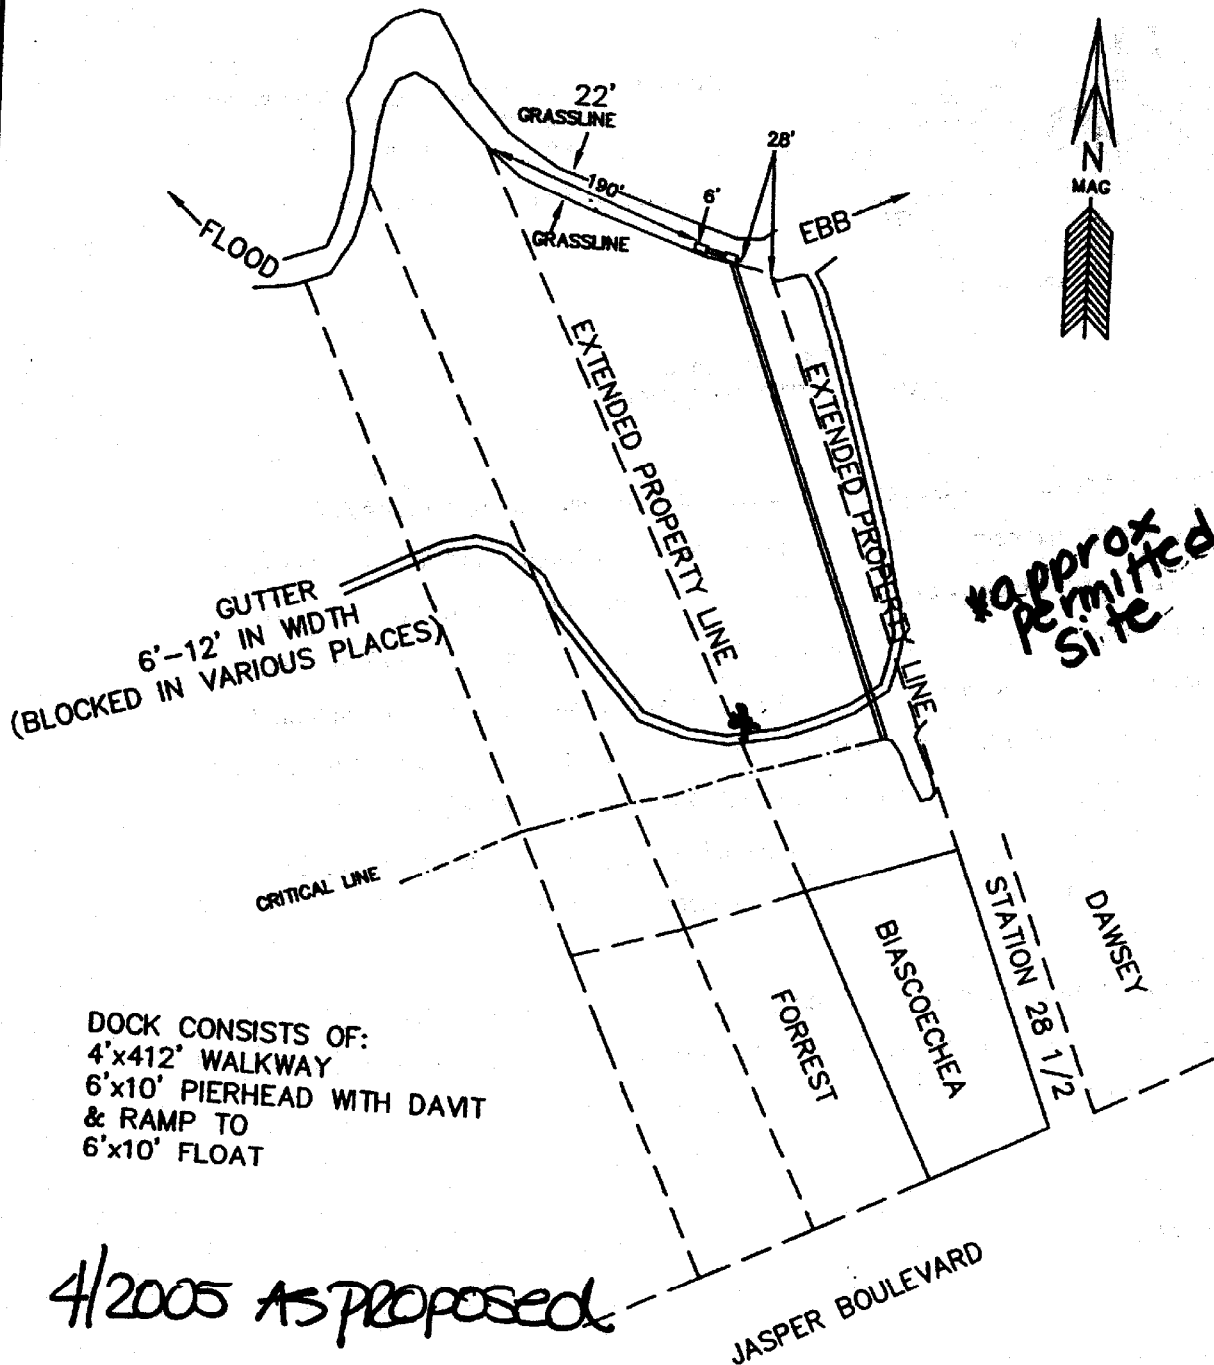 22'
GRASSLINE
28'
190'
6'
N
MAG
GRASSLINE
EBB
FLOOD
EXTENDED PROPERTY LINE
EXTENDED PROPERTY LINE
*approx
permitted
site
GUTTER
6'-12' IN WIDTH
(BLOCKED IN VARIOUS PLACES)
CRITICAL LINE
STATION 28 1/2
DAWSEY
BIASCOECHEA
FORREST
DOCK CONSISTS OF:
4'x412' WALKWAY
6'x10' PIERHEAD WITH DAVIT
& RAMP TO
6'x10' FLOAT
4/2005 AS PROPOSED
JASPER BOULEVARD